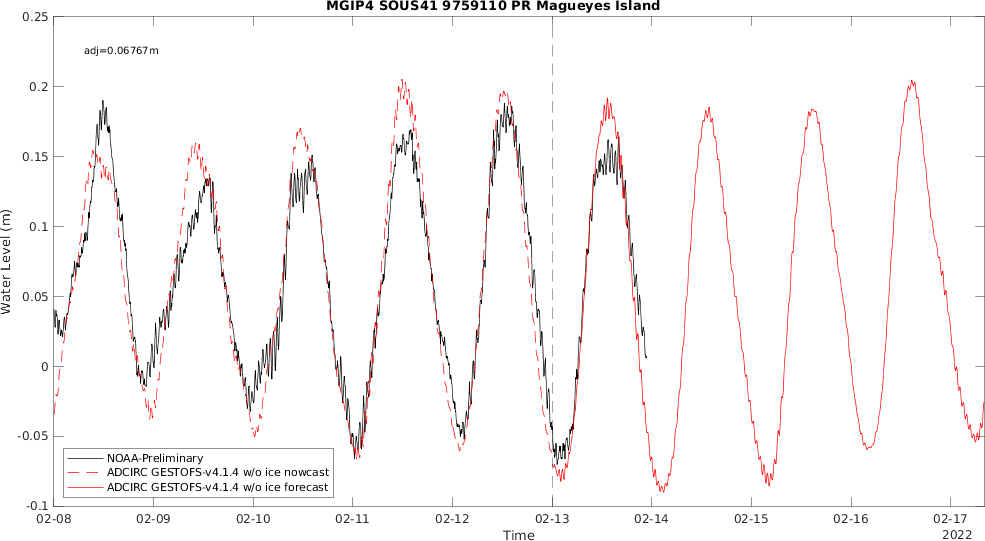 MGIP4 SOUS41 9759110 PR Magueyes Island
adj=0.06767m
0.25
0.2
0.15
0.1
0.05
0
-0.05
-0.1
Water Level (m)
NOAA-Preliminary
ADCIRC GESTOFS-v4.1.4 w/o ice nowcast
ADCIRC GESTOFS-v4.1.4 w/o ice forecast
02-08 02-09 02-10 02-11 02-12 02-13 02-14 02-15 02-16 02-17
Time
2022